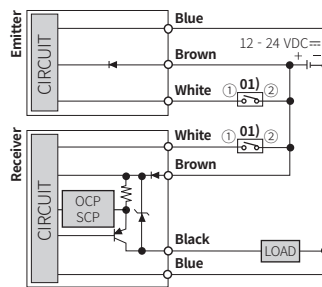 Emitter
CIRCUIT
Blue
Brown
White
12 - 24 VDC⎓
+ −
① 01) ②
Receiver
CIRCUIT
OCP
SCP
White
① 01) ②
Brown
Black
LOAD
Blue